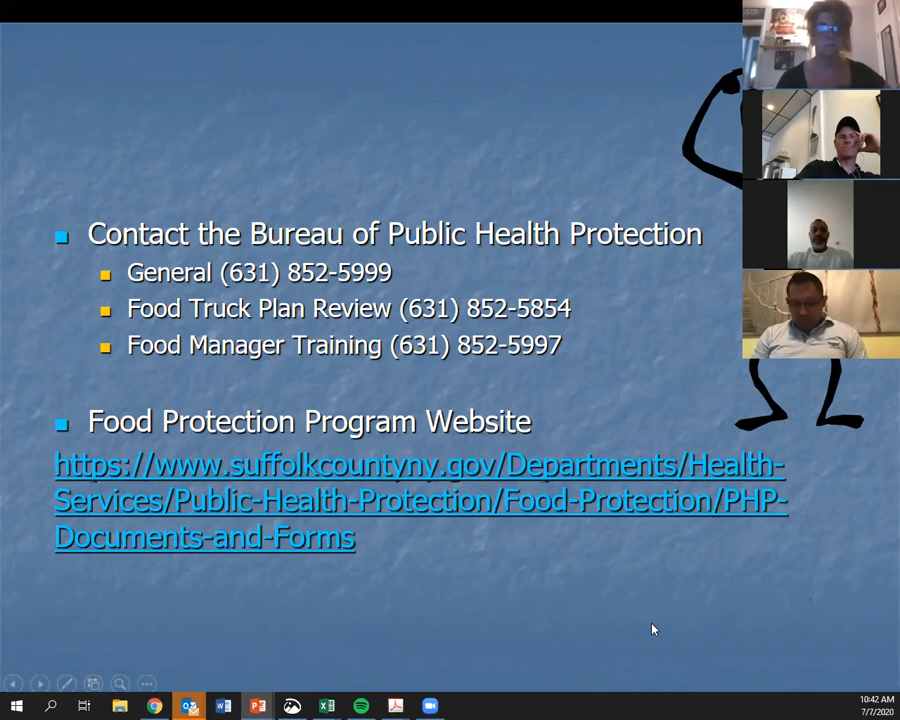 Contact the Bureau of Public Health Protection
General (631) 852-5999
Food Truck Plan Review (631) 852-5854
Food Manager Training (631) 852-5997
Food Protection Program Website
https://www.suffolkcountyny.gov/Departments/Health-
Services/Public-Health-Protection/Food-Protection/PHP-
Documents-and-Forms
10:42 AM
7/7/2020